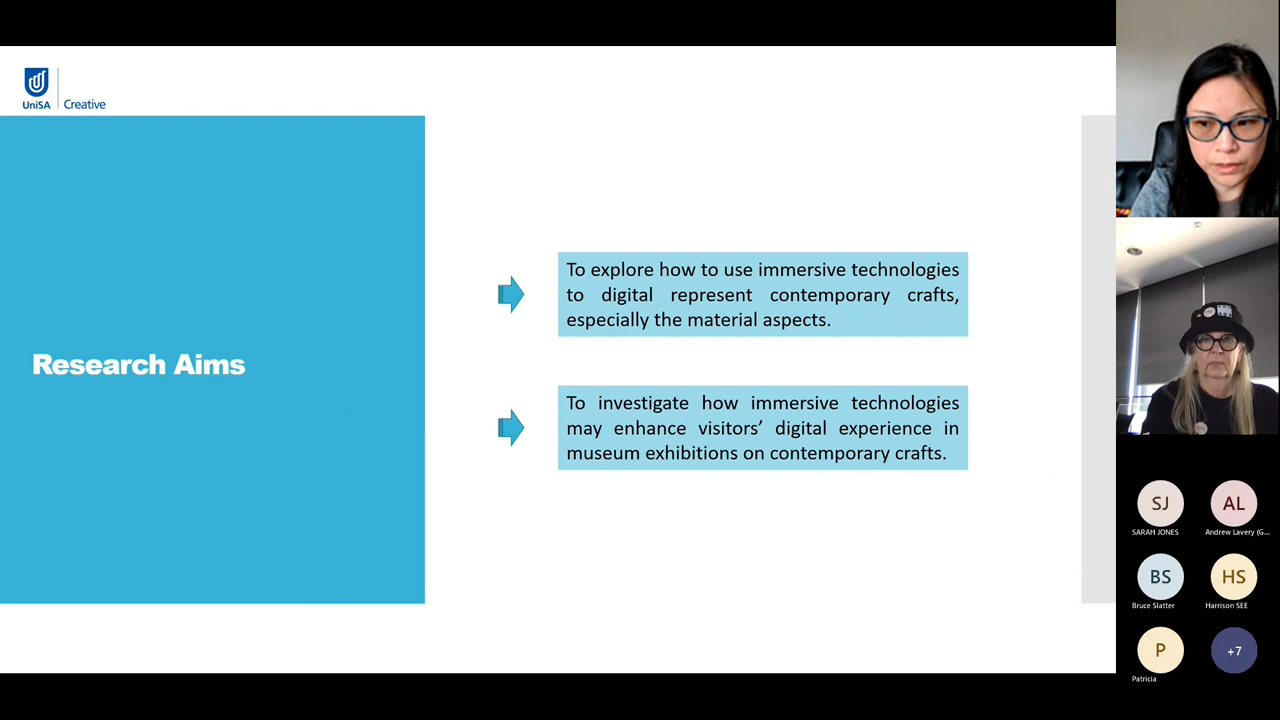 UniSA
Creative
Research Aims
To explore how to use immersive technologies
to digital represent contemporary crafts,
especially the material aspects.
To investigate how immersive technologies
may enhance visitors’ digital experience in
museum exhibitions on contemporary crafts.
SJ
SARAH JONES
AL
Andrew Lavery (G...
BS
Bruce Slatter
HS
Harrison SEE
P
Patricia
+7